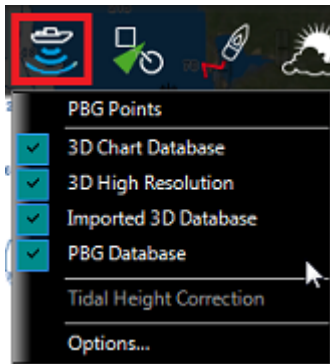 PBG Points
3D Chart Database
3D High Resolution
Imported 3D Database
PBG Database
Tidal Height Correction
Options...